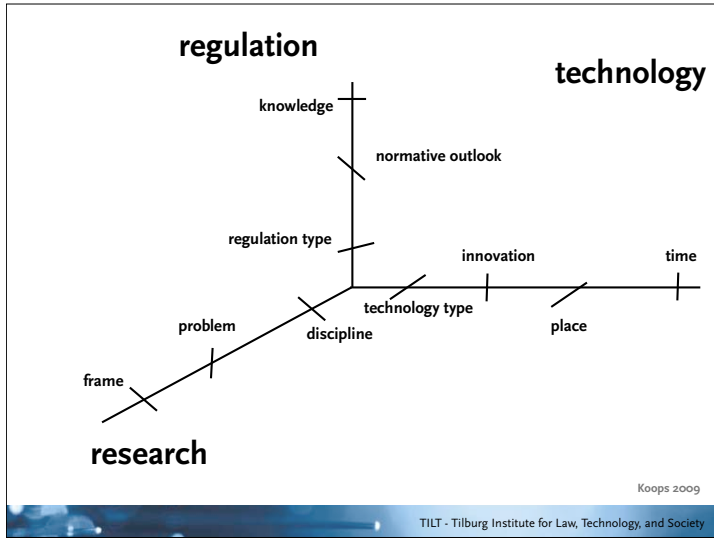 regulation
technology
knowledge
normative outlook
regulation type
innovation
time
technology type
place
problem
discipline
frame
research
Koops 2009
TILT - Tilburg Institute for Law, Technology, and Society